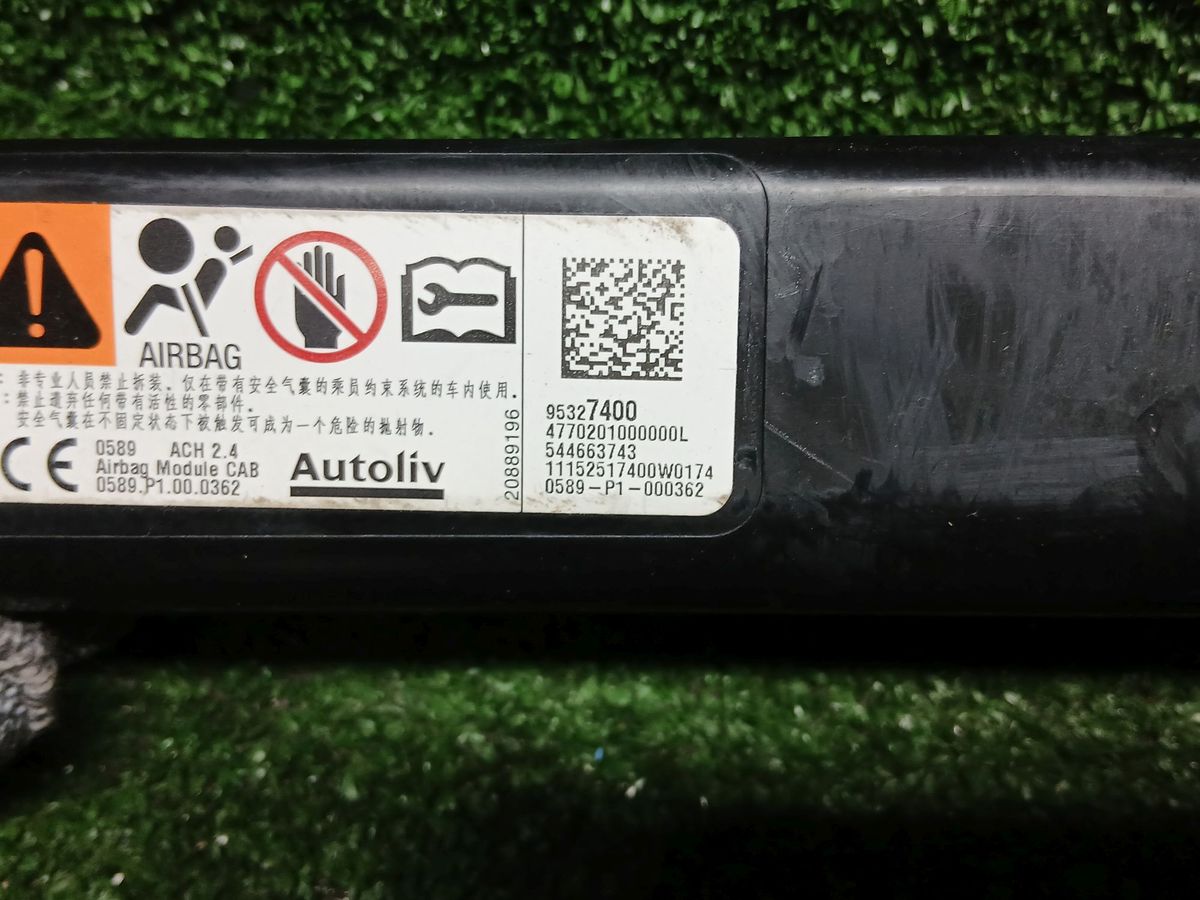 AIRBAG
: 非专业人员禁止拆装。仅在带有安全气囊的乘员约束系统的车内使用。
: 禁止遗弃任何带有活性的零部件。
安全气囊在不固定状态下被触发可成为一个危险的抛射物。
CE 0589 ACH 2.4
Airbag Module CAB
0589.P1.00.0362
Autoliv
20889196
95327400
4770201000000L
544663743
11152517400W0174
0589-P1-000362